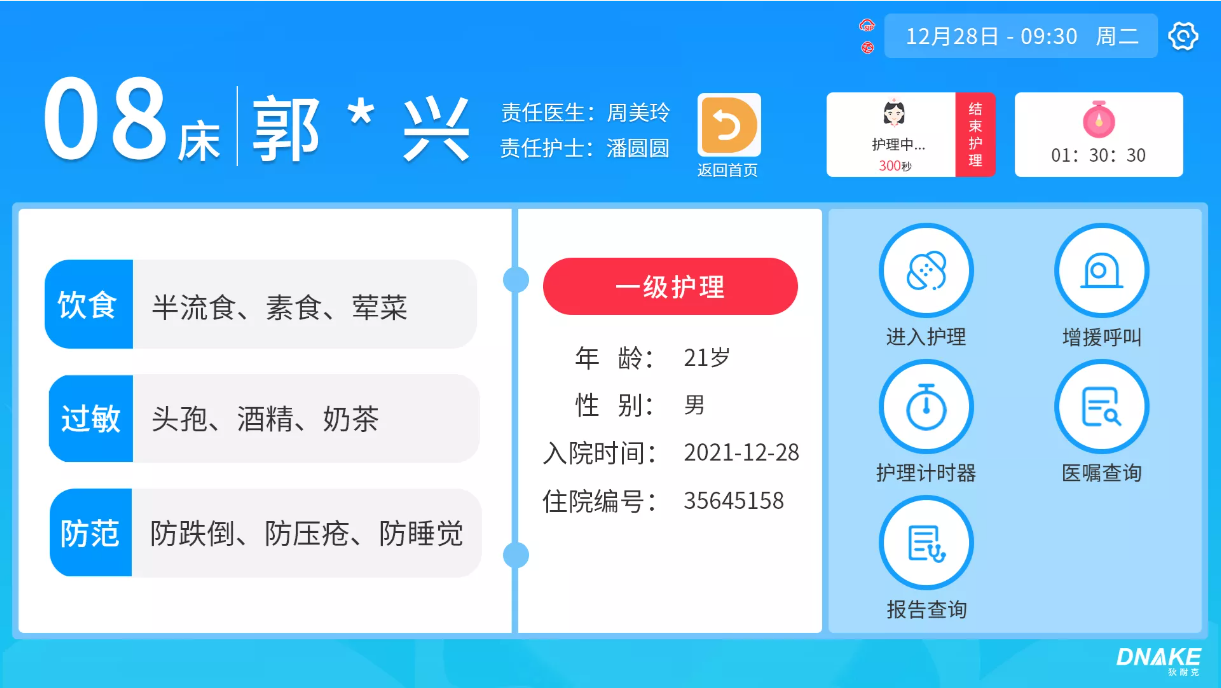 12月28日 - 09:30 周二
08床 郭 * 兴
责任医生：周美玲
责任护士：潘圆圆
返回首页
护理中...
300秒
结束护理
01：30：30
饮食 半流食、素食、荤菜
过敏 头孢、酒精、奶茶
防范 防跌倒、防压疮、防睡觉
一级护理
年 龄： 21岁
性 别： 男
入院时间： 2021-12-28
住院编号： 35645158
进入护理
增援呼叫
护理计时器
医嘱查询
报告查询
DNAKE
狄耐克